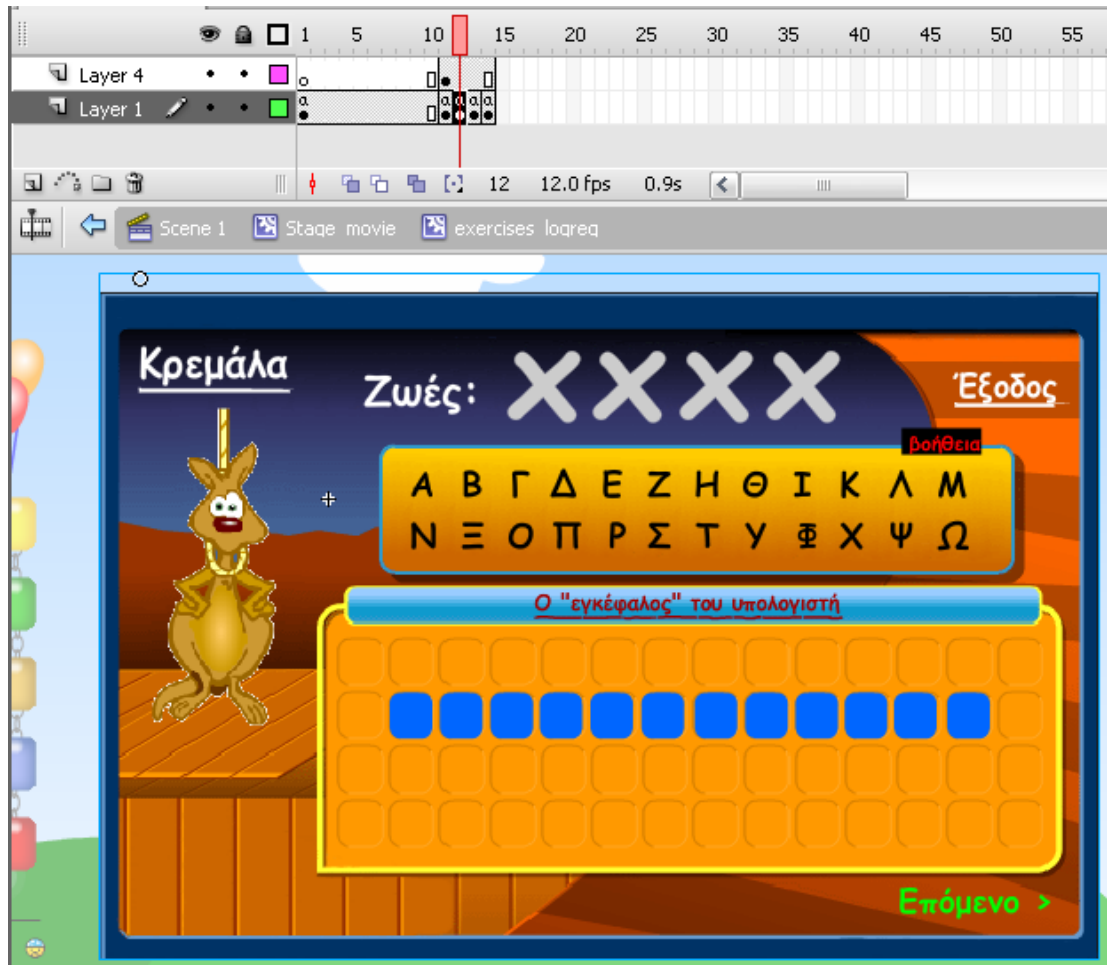 1 5 10 15 20 25 30 35 40 45 50 55
Layer 4
Layer 1
12 12.0 fps 0.9s
Scene 1 Stage movie exercises logreg
Κρεμάλα
Ζωές: XXXX
Έξοδος
βοήθεια
Α Β Γ Δ Ε Ζ Η Θ Ι Κ Λ Μ
Ν Ξ Ο Π Ρ Σ Τ Υ Φ Χ Ψ Ω
Ο "εγκέφαλος" του υπολογιστή
Επόμενο >